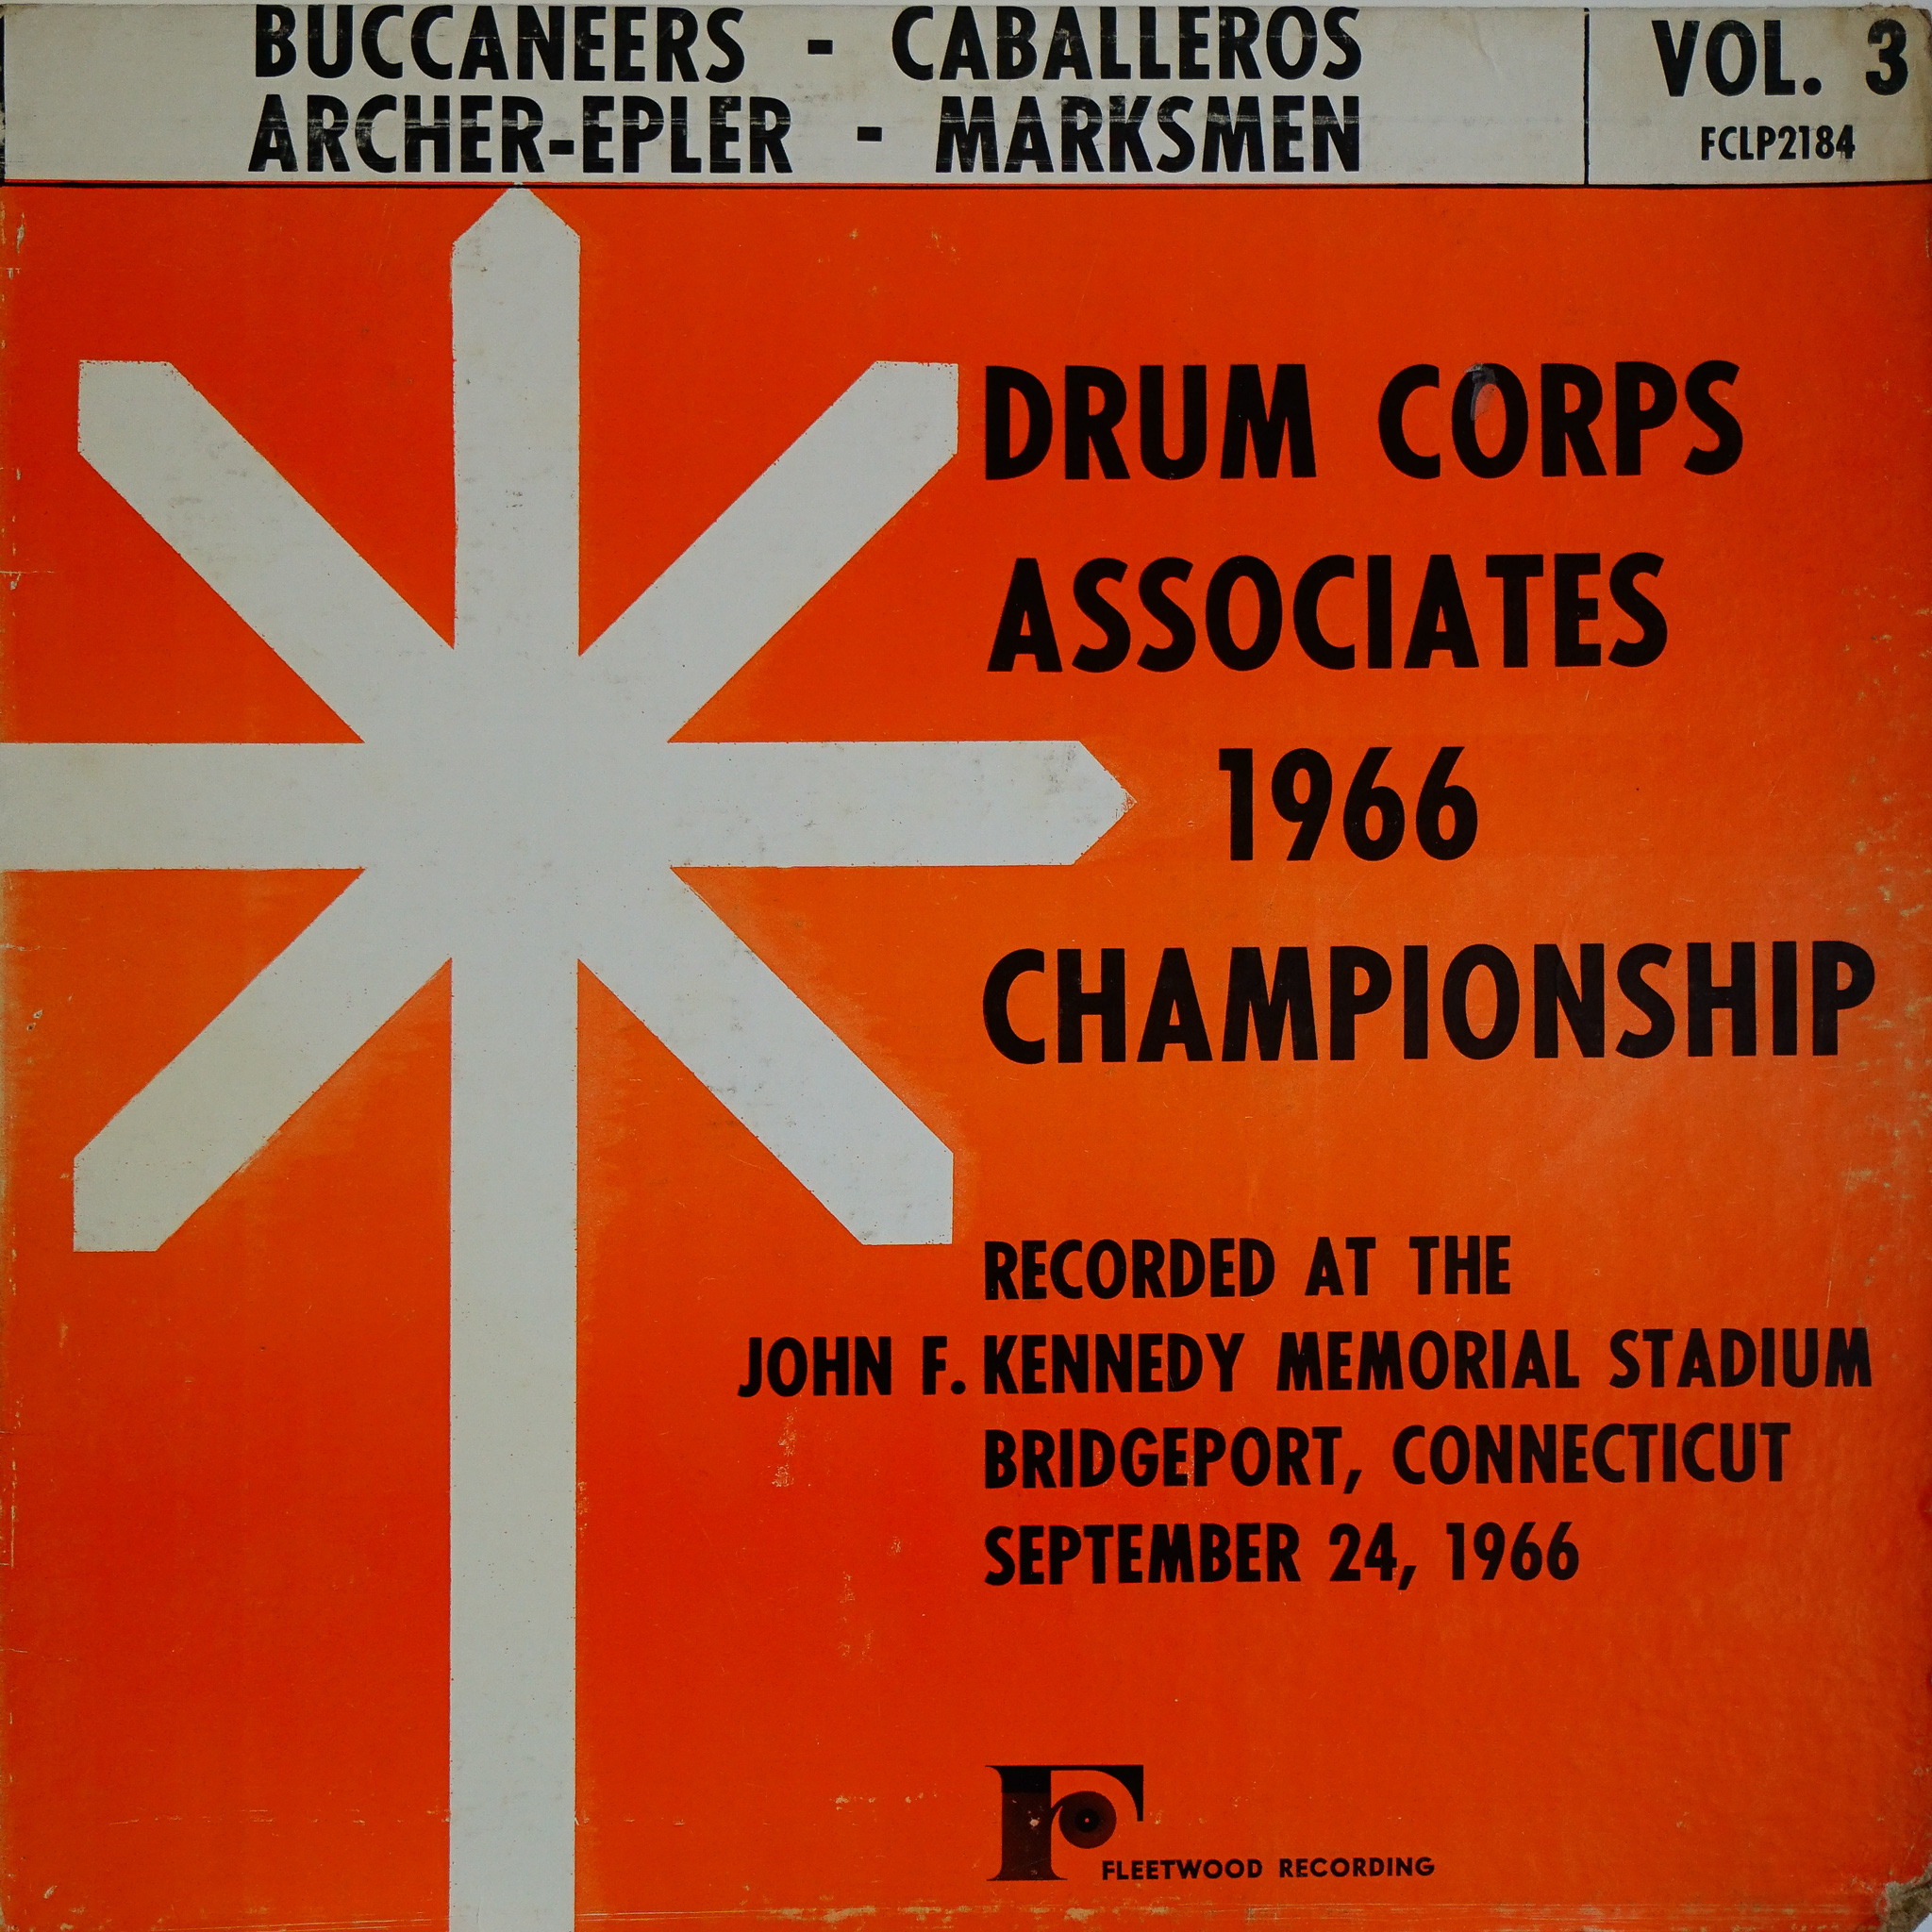 BUCCANEERS - CABALLEROS
ARCHER-EPLER - MARKSMEN
VOL. 3
FCLP2184
DRUM CORPS
ASSOCIATES
1966
CHAMPIONSHIP
RECORDED AT THE
JOHN F. KENNEDY MEMORIAL STADIUM
BRIDGEPORT, CONNECTICUT
SEPTEMBER 24, 1966
F
FLEETWOOD RECORDING